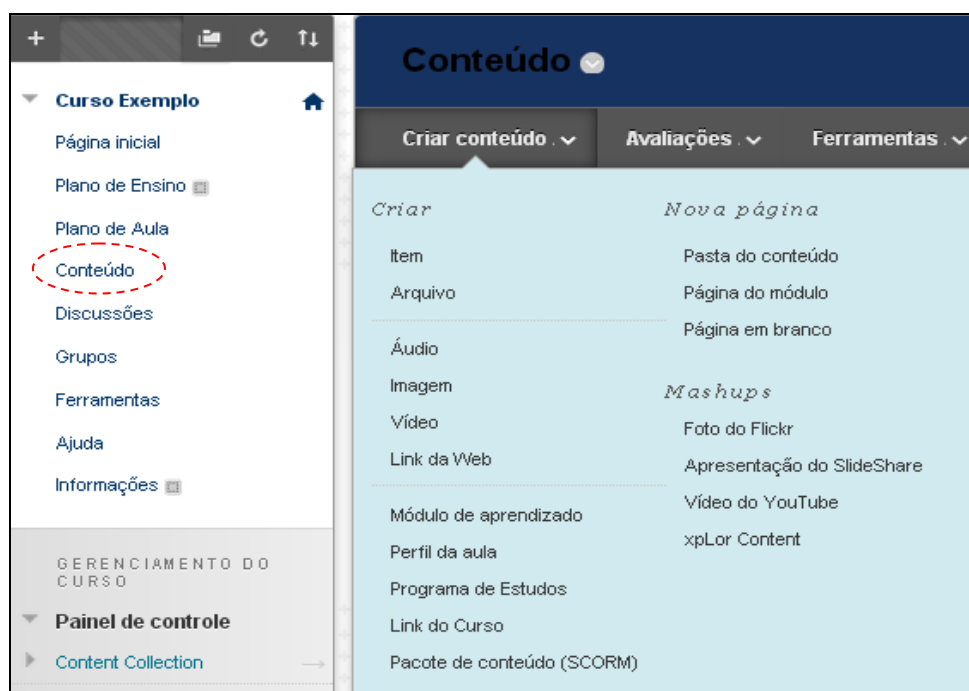 Curso Exemplo
Página inicial
Plano de Ensino
Plano de Aula
Conteúdo
Discussões
Grupos
Ferramentas
Ajuda
Informações
GERENCIAMENTO DO
CURSO
Painel de controle
Content Collection
Conteúdo
Criar conteúdo Avaliações Ferramentas
Criar
Item
Arquivo
Áudio
Imagem
Vídeo
Link da Web
Módulo de aprendizado
Perfil da aula
Programa de Estudos
Link do Curso
Pacote de conteúdo (SCORM)
Nova página
Pasta do conteúdo
Página do módulo
Página em branco
Mashups
Foto do Flickr
Apresentação do SlideShare
Vídeo do YouTube
xpLor Content